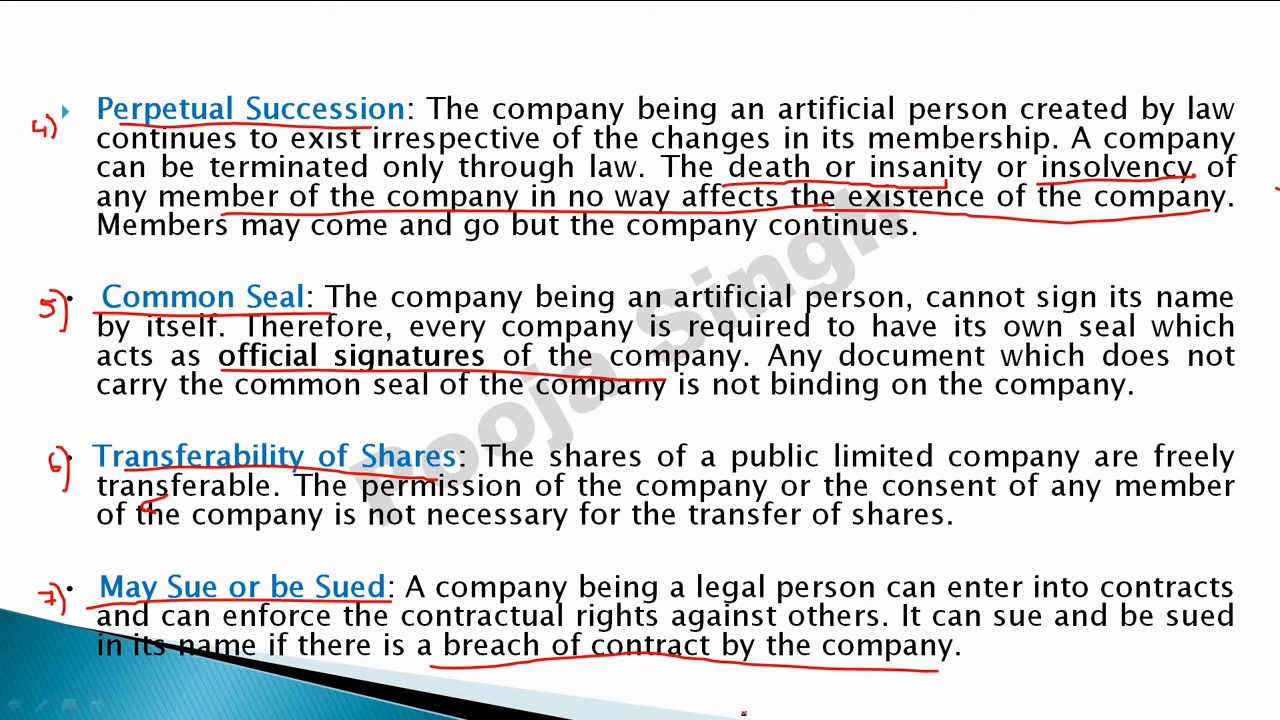 4) Perpetual Succession: The company being an artificial person created by law
continues to exist irrespective of the changes in its membership. A company
can be terminated only through law. The death or insanity or insolvency of
any member of the company in no way affects the existence of the company.
Members may come and go but the company continues.
5) • Common Seal: The company being an artificial person, cannot sign its name
by itself. Therefore, every company is required to have its own seal which
acts as official signatures of the company. Any document which does not
carry the common seal of the company is not binding on the company.
6) • Transferability of Shares: The shares of a public limited company are freely
transferable. The permission of the company or the consent of any member
of the company is not necessary for the transfer of shares.
7) • May Sue or be Sued: A company being a legal person can enter into contracts
and can enforce the contractual rights against others. It can sue and be sued
in its name if there is a breach of contract by the company.
Pooja Singh